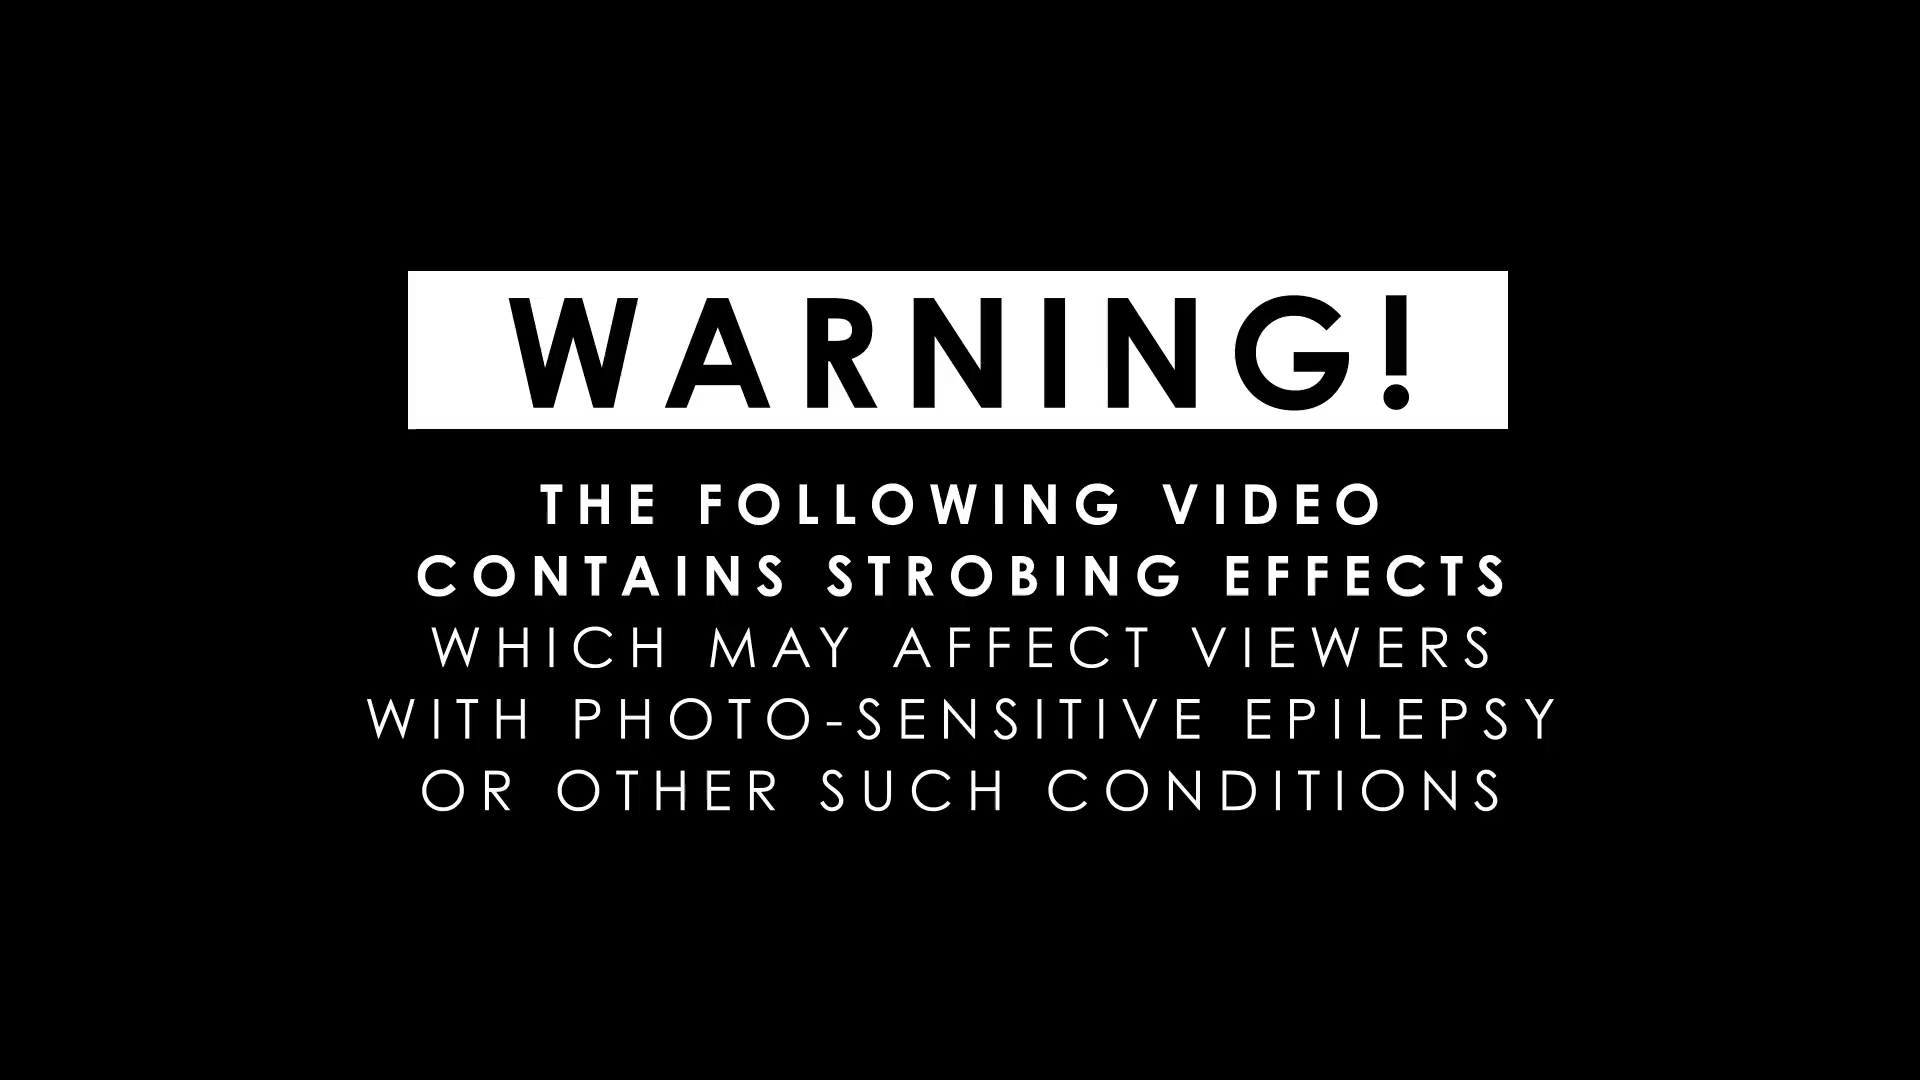 WARNING!
THE FOLLOWING VIDEO
CONTAINS STROBING EFFECTS
WHICH MAY AFFECT VIEWERS
WITH PHOTO-SENSITIVE EPILEPSY
OR OTHER SUCH CONDITIONS